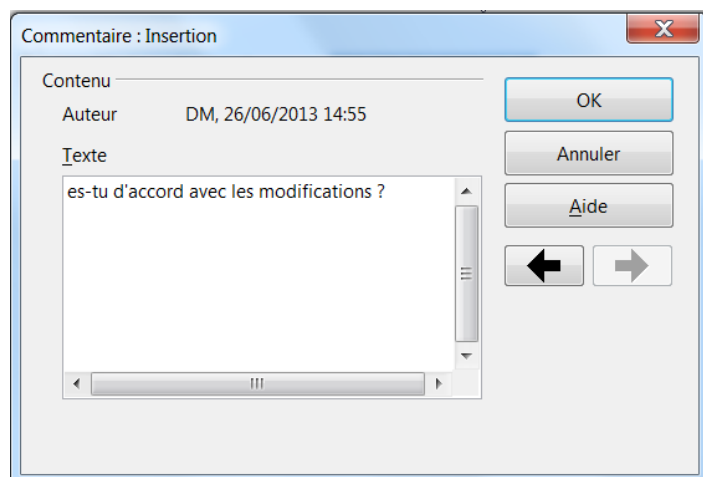 Commentaire : Insertion
Contenu
Auteur DM, 26/06/2013 14:55
Texte
es-tu d'accord avec les modifications ?
OK
Annuler
Aide